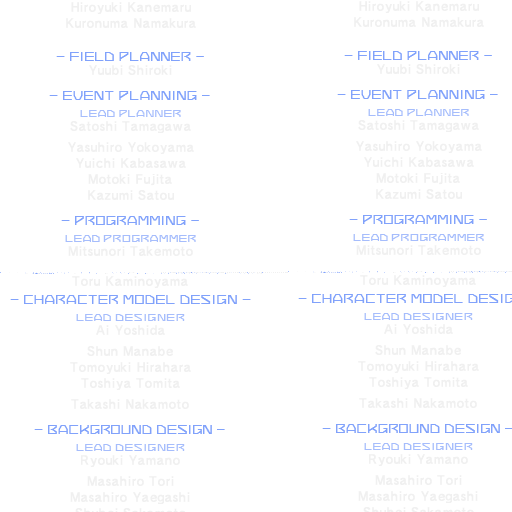 Hiroyuki Kanemaru
Kuronuma Namakura
– FIELD PLANNER –
Yuubi Shiroki
– EVENT PLANNING –
LEAD PLANNER
Satoshi Tamagawa
Yasuhiro Yokoyama
Yuichi Kabasawa
Motoki Fujita
Kazumi Satou
– PROGRAMMING –
LEAD PROGRAMMER
Mitsunori Takemoto
Toru Kaminoyama
– CHARACTER MODEL DESIGN –
LEAD DESIGNER
Ai Yoshida
Shun Manabe
Tomoyuki Hirahara
Toshiya Tomita
Takashi Nakamoto
– BACKGROUND DESIGN –
LEAD DESIGNER
Ryouki Yamano
Masahiro Tori
Masahiro Yaegashi
Hiroyuki Kanemaru
Kuronuma Namakura
– FIELD PLANNER –
Yuubi Shiroki
– EVENT PLANNING –
LEAD PLANNER
Satoshi Tamagawa
Yasuhiro Yokoyama
Yuichi Kabasawa
Motoki Fujita
Kazumi Satou
– PROGRAMMING –
LEAD PROGRAMMER
Mitsunori Takemoto
Toru Kaminoyama
– CHARACTER MODEL DESIG
LEAD DESIGNER
Ai Yoshida
Shun Manabe
Tomoyuki Hirahara
Toshiya Tomita
Takashi Nakamoto
– BACKGROUND DESIGN –
LEAD DESIGNER
Ryouki Yamano
Masahiro Tori
Masahiro Yaegashi